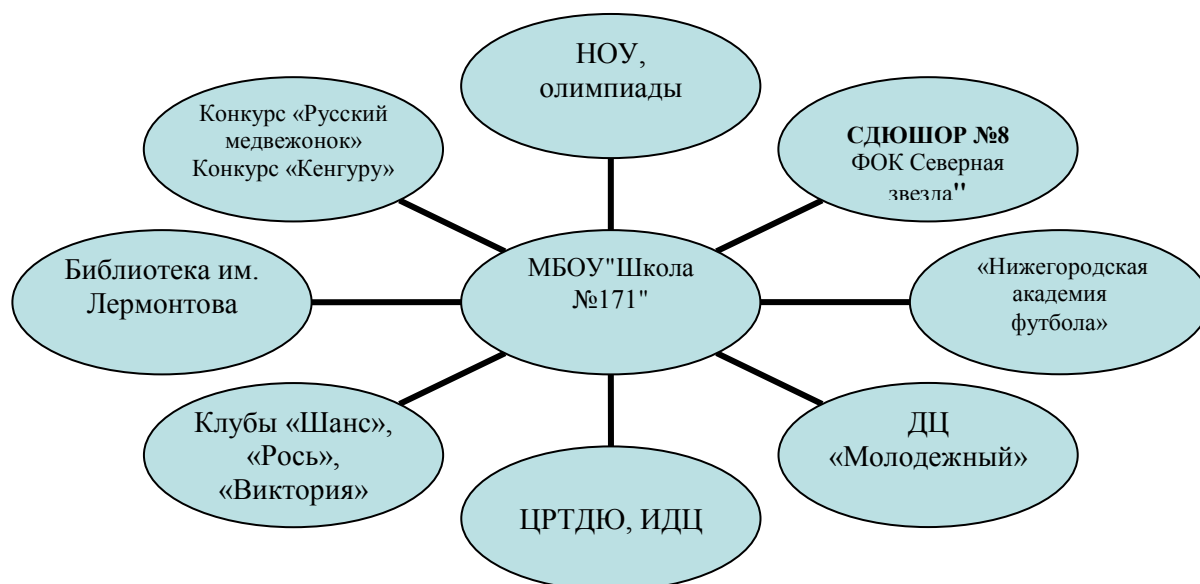 НОУ,
олимпиады
Конкурс «Русский
медвежонок»
Конкурс «Кенгуру»
СДЮШОР №8
ФОК Северная
звезда"
Библиотека им.
Лермонтова
МБОУ"Школа
№171"
«Нижегородская
академия
футбола»
Клубы «Шанс»,
«Рось»,
«Виктория»
ДЦ
«Молодежный»
ЦРТДЮ, ИДЦ